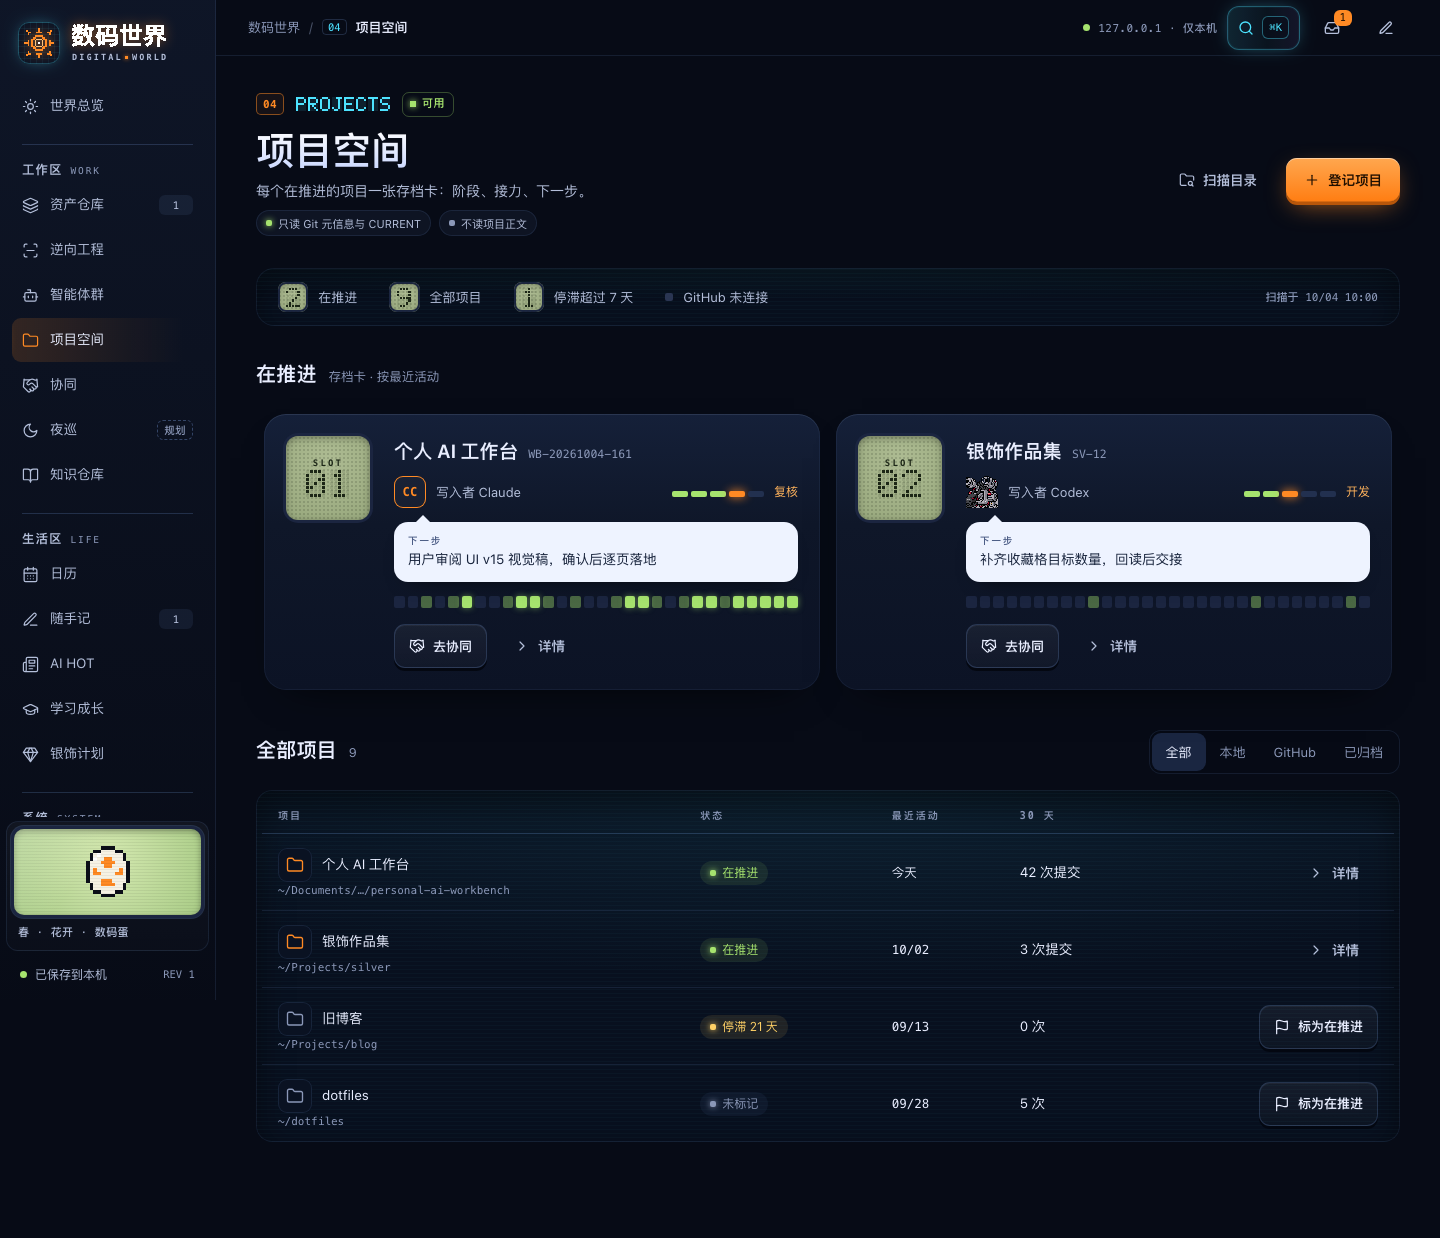 数码世界
DIGITAL WORLD
世界总览
工作区 WORK
资产仓库 1
逆向工程
智能体群
项目空间
协同
夜巡 规划
知识仓库
生活区 LIFE
日历
随手记 1
AI HOT
学习成长
银饰计划
系统 SYSTEM
春 · 花开 · 数码蛋
已保存到本机 REV 1
数码世界 / 04 项目空间
127.0.0.1 · 仅本机
⌘K
1
04 PROJECTS 可用
项目空间
每个在推进的项目一张存档卡：阶段、接力、下一步。
只读 Git 元信息与 CURRENT 不读项目正文
扫描目录
登记项目
2 在推进 9 全部项目 1 停滞超过 7 天 GitHub 未连接 扫描于 10/04 10:00
在推进 存档卡 · 按最近活动
SLOT
01
个人 AI 工作台 WB-20261004-161
CC 写入者 Claude 复核
下一步
用户审阅 UI v15 视觉稿，确认后逐页落地
去协同 详情
SLOT
02
银饰作品集 SV-12
写入者 Codex 开发
下一步
补齐收藏格目标数量，回读后交接
去协同 详情
全部项目 9
全部 本地 GitHub 已归档
项目 状态 最近活动 30 天
个人 AI 工作台 在推进 今天 42 次提交 详情
~/Documents/…/personal-ai-workbench
银饰作品集 在推进 10/02 3 次提交 详情
~/Projects/silver
旧博客 停滞 21 天 09/13 0 次 标为在推进
~/Projects/blog
dotfiles 未标记 09/28 5 次 标为在推进
~/dotfiles